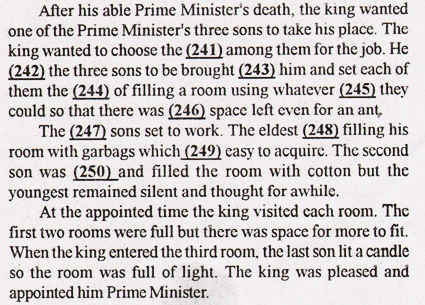 After his able Prime Minister's death, the king wanted
one of the Prime Minister's three sons to take his place. The
king wanted to choose the (241) among them for the job. He
(242) the three sons to be brought (243) him and set each of
them the (244) of filling a room using whatever (245) they
could so that there was (246) space left even for an ant.
The (247) sons set to work. The eldest (248) filling his
room with garbags which (249) easy to acquire. The second
son was (250) and filled the room with cotton but the
youngest remained silent and thought for awhile.
At the appointed time the king visited each room. The
first two rooms were full but there was space for more to fit.
When the king entered the third room, the last son lit a candle
so the room was full of light. The king was pleased and
appointed him Prime Minister.